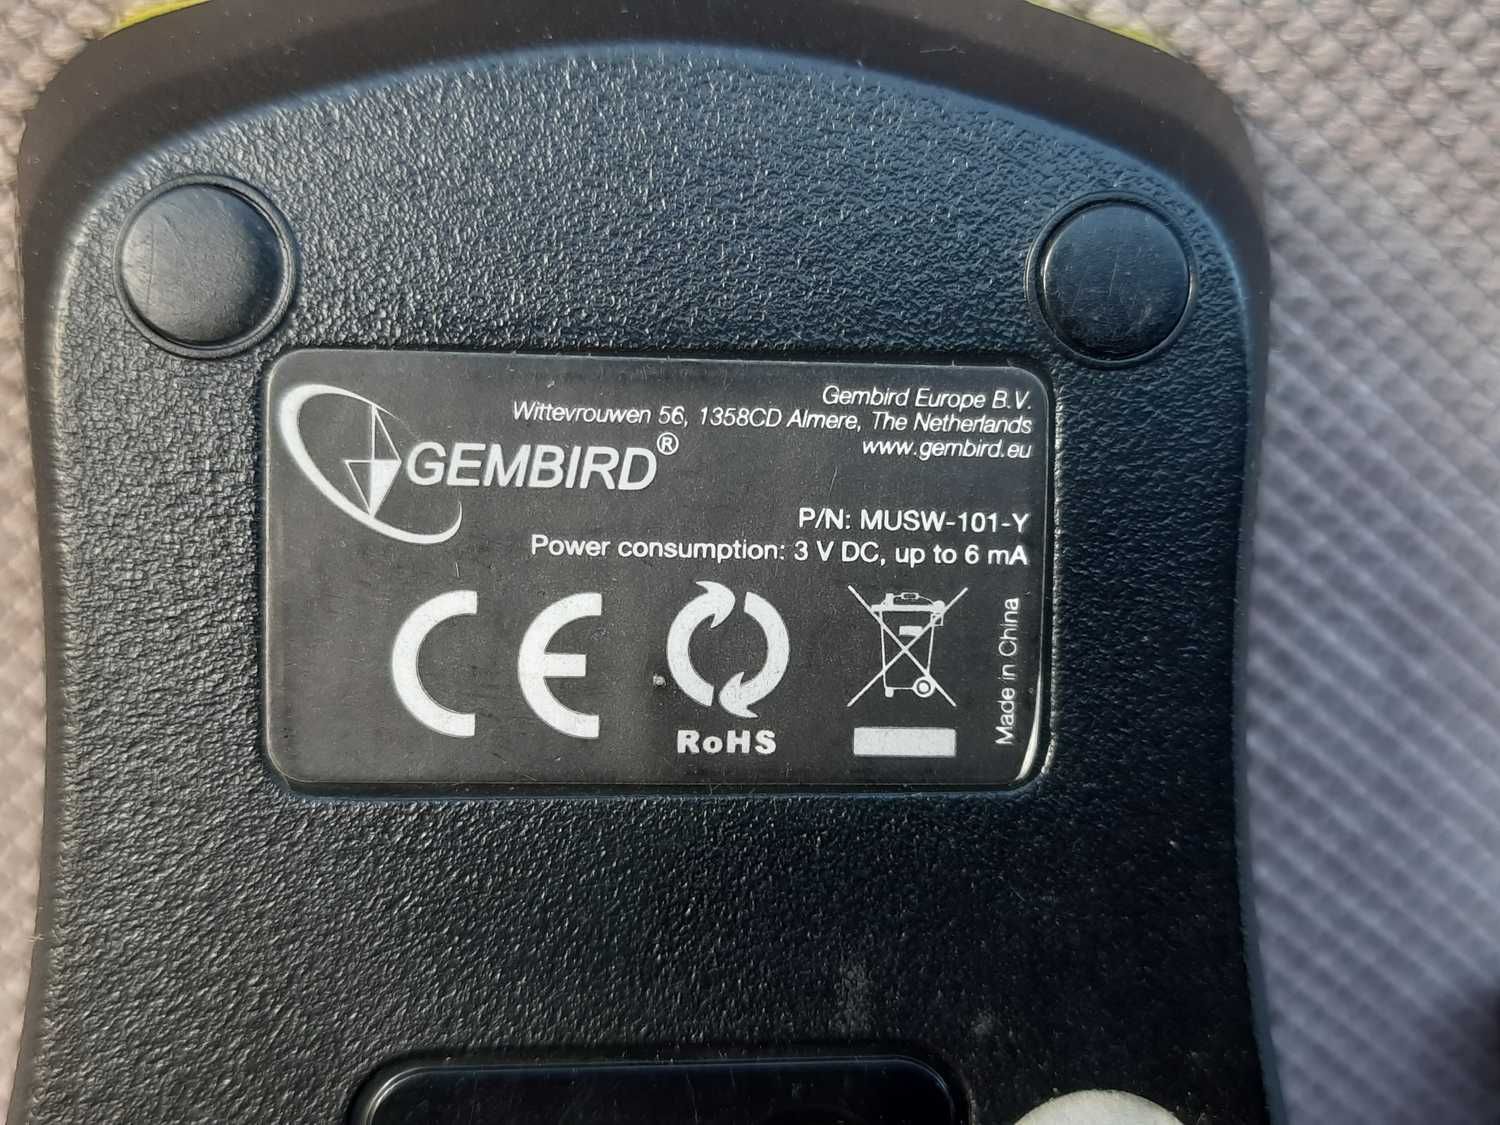 Gembird Europe B.V.
Wittevrouwen 56, 1358CD Almere, The Netherlands
www.gembird.eu
GEMBIRD®
P/N: MUSW-101-Y
Power consumption: 3 V DC, up to 6 mA
CE
RoHS
Made in China